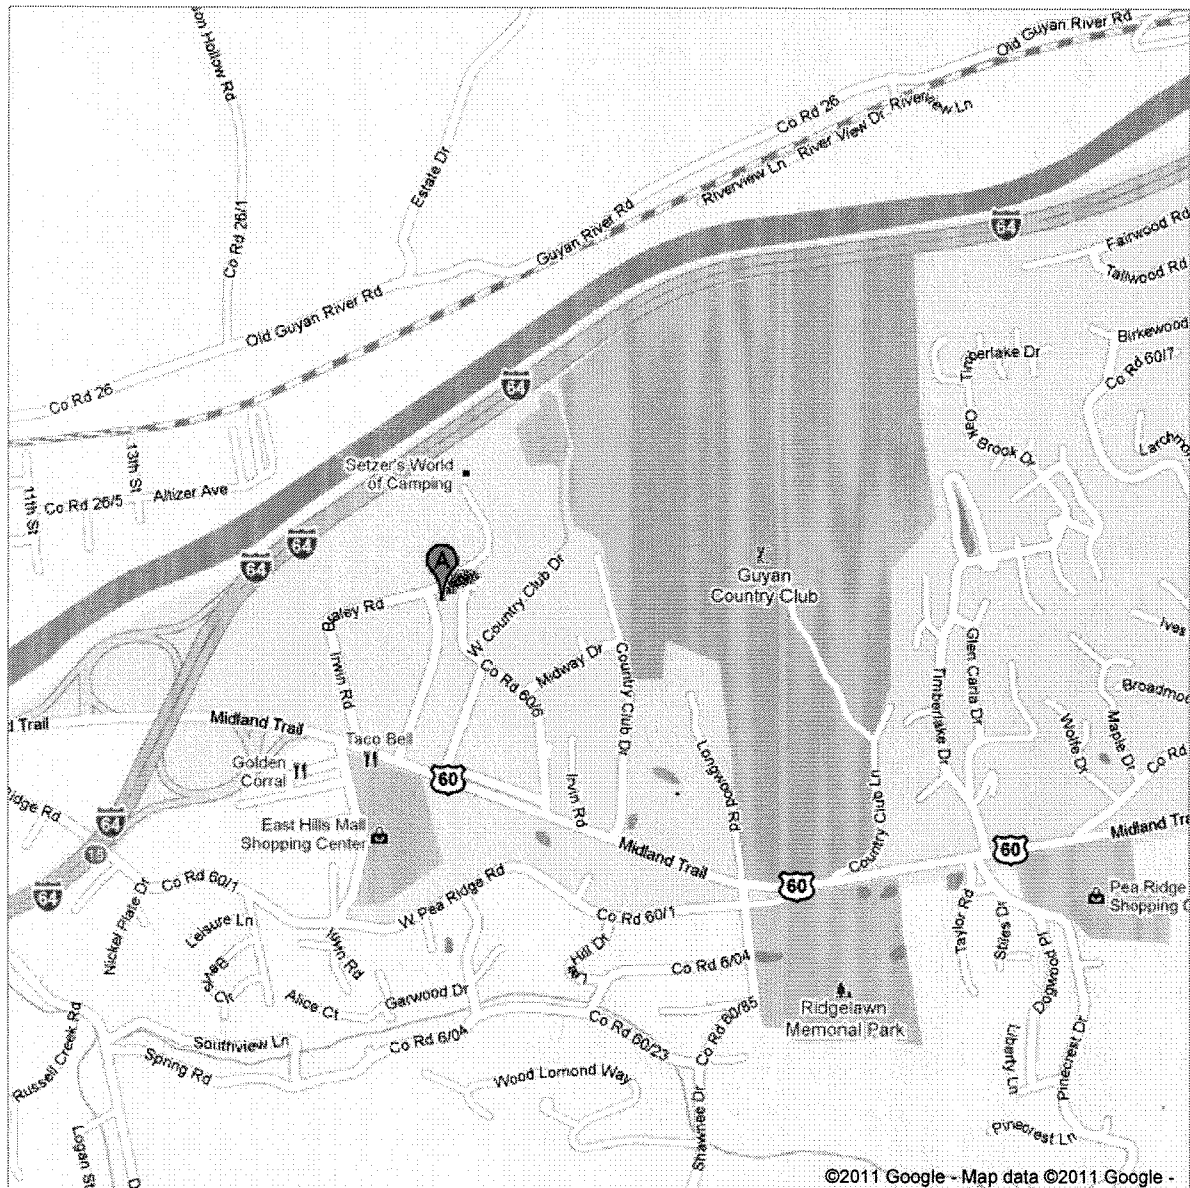 on Hollow Rd
Old Guyan River Rd
Co Rd 26
River View Dr
Riverview Ln
Riverview Ln
Estate Dr
Guyan River Rd
64
Fairwood Rd
Tallwood Rd
Co Rd 26/1
Old Guyan River Rd
Birkewood
Timberlake Dr
Co Rd 60/7
64
Co Rd 26
Oak Brook Dr
Larchmo
13th St
Setzer's World
of Camping
11th St
Co Rd 26/5
Altizer Ave
64
64
A
Guyan
Country Club
W Country Club Dr
Braley Rd
Ives
Irwin Rd
Midway Dr
Co Rd 60/6
Country Club Dr
Glen Carla Dr
Timberlake Dr
Broadmoo
d Trail
Midland Trail
Taco Bell
Golden
Corral
60
Longwood Rd
Wolfe Dr
Maple Dr
Co Rd
Irvin Rd
Country Club Ln
Ridge Rd
64
East Hills Mall
Shopping Center
Midland Trail
60
Midland Tra
18
60
64
Co Rd 60/1
W Pea Ridge Rd
Co Rd 60/1
Pea Ridge
Shopping C
Nickel Plate Dr
Leisure Ln
Irwin Rd
Hill Dr
Taylor Rd
Stiles Dr
Dogwood Pl
Co Rd 6/04
Davis
Cir
Alice Ct
Garwood Dr
Ridgelawn
Memorial Park
Russell Creek Rd
Southview Ln
Co Rd 6/04
Co Rd 60/23
Co Rd 60/85
Spring Rd
Wood Lomond Way
Liberty Ln
Pinecrest Dr
Shawnee Dr
Logan St
D
Pinecrest Ln
©2011 Google - Map data ©2011 Google -